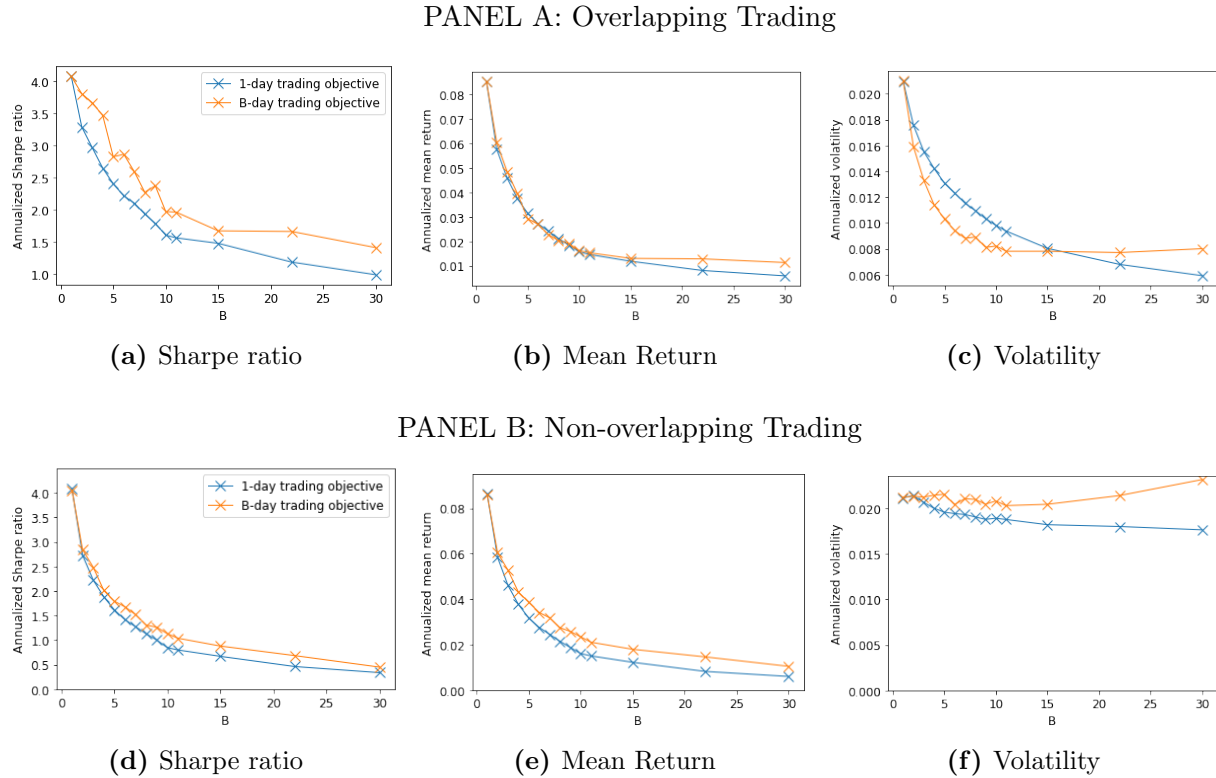 PANEL A: Overlapping Trading
Annualized Sharpe ratio
4.0
3.5
3.0
2.5
2.0
1.5
1.0
1-day trading objective
B-day trading objective
0 5 10 15 20 25 30
B
(a) Sharpe ratio
Annualized mean return
0.08
0.07
0.06
0.05
0.04
0.03
0.02
0.01
0 5 10 15 20 25 30
B
(b) Mean Return
Annualized volatility
0.020
0.018
0.016
0.014
0.012
0.010
0.008
0.006
0 5 10 15 20 25 30
B
(c) Volatility
PANEL B: Non-overlapping Trading
Annualized Sharpe ratio
4.0
3.5
3.0
2.5
2.0
1.5
1.0
0.5
0.0
1-day trading objective
B-day trading objective
0 5 10 15 20 25 30
B
(d) Sharpe ratio
Annualized mean return
0.08
0.06
0.04
0.02
0.00
0 5 10 15 20 25 30
B
(e) Mean Return
Annualized volatility
0.020
0.015
0.010
0.005
0.000
0 5 10 15 20 25 30
B
(f) Volatility